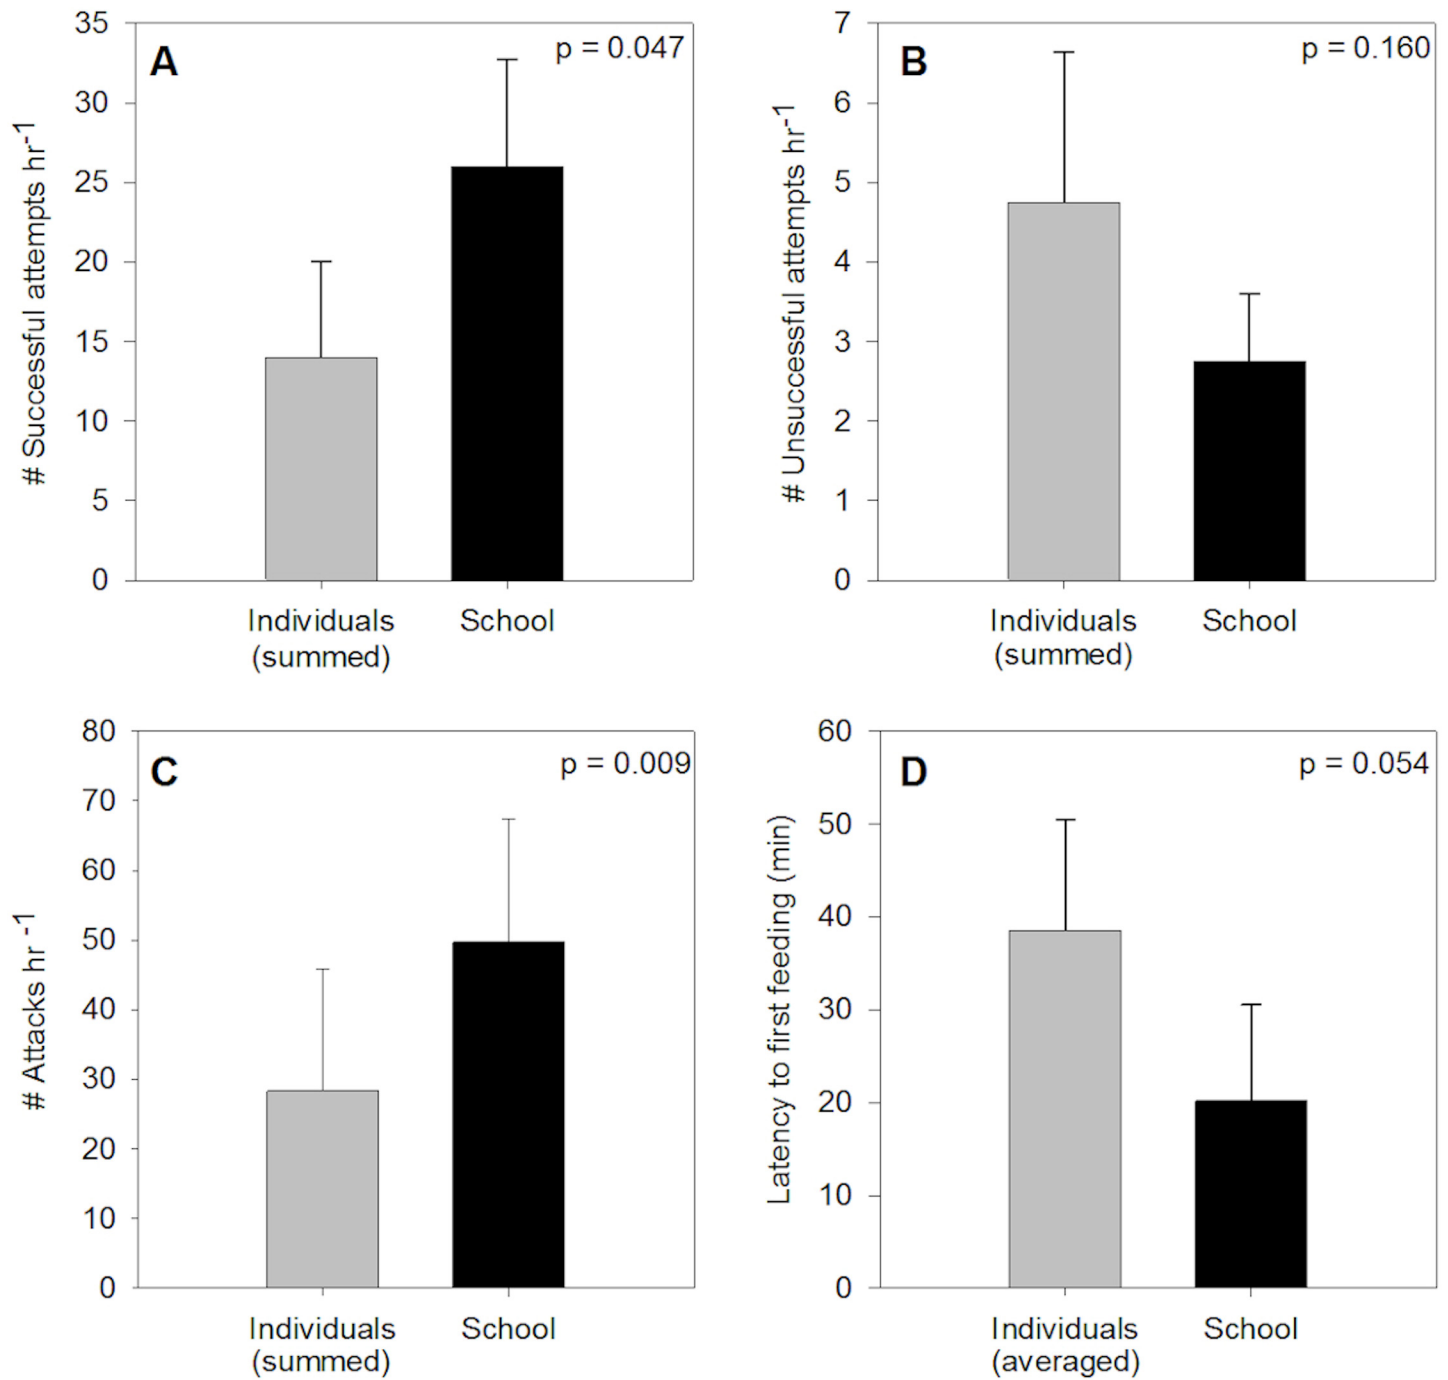 A
p = 0.047
# Successful attempts hr-1
35
30
25
20
15
10
5
0
Individuals
(summed)
School
B
p = 0.160
# Unsuccessful attempts hr-1
7
6
5
4
3
2
1
0
Individuals
(summed)
School
C
p = 0.009
# Attacks hr -1
80
70
60
50
40
30
20
10
0
Individuals
(summed)
School
D
p = 0.054
Latency to first feeding (min)
60
50
40
30
20
10
0
Individuals
(averaged)
School